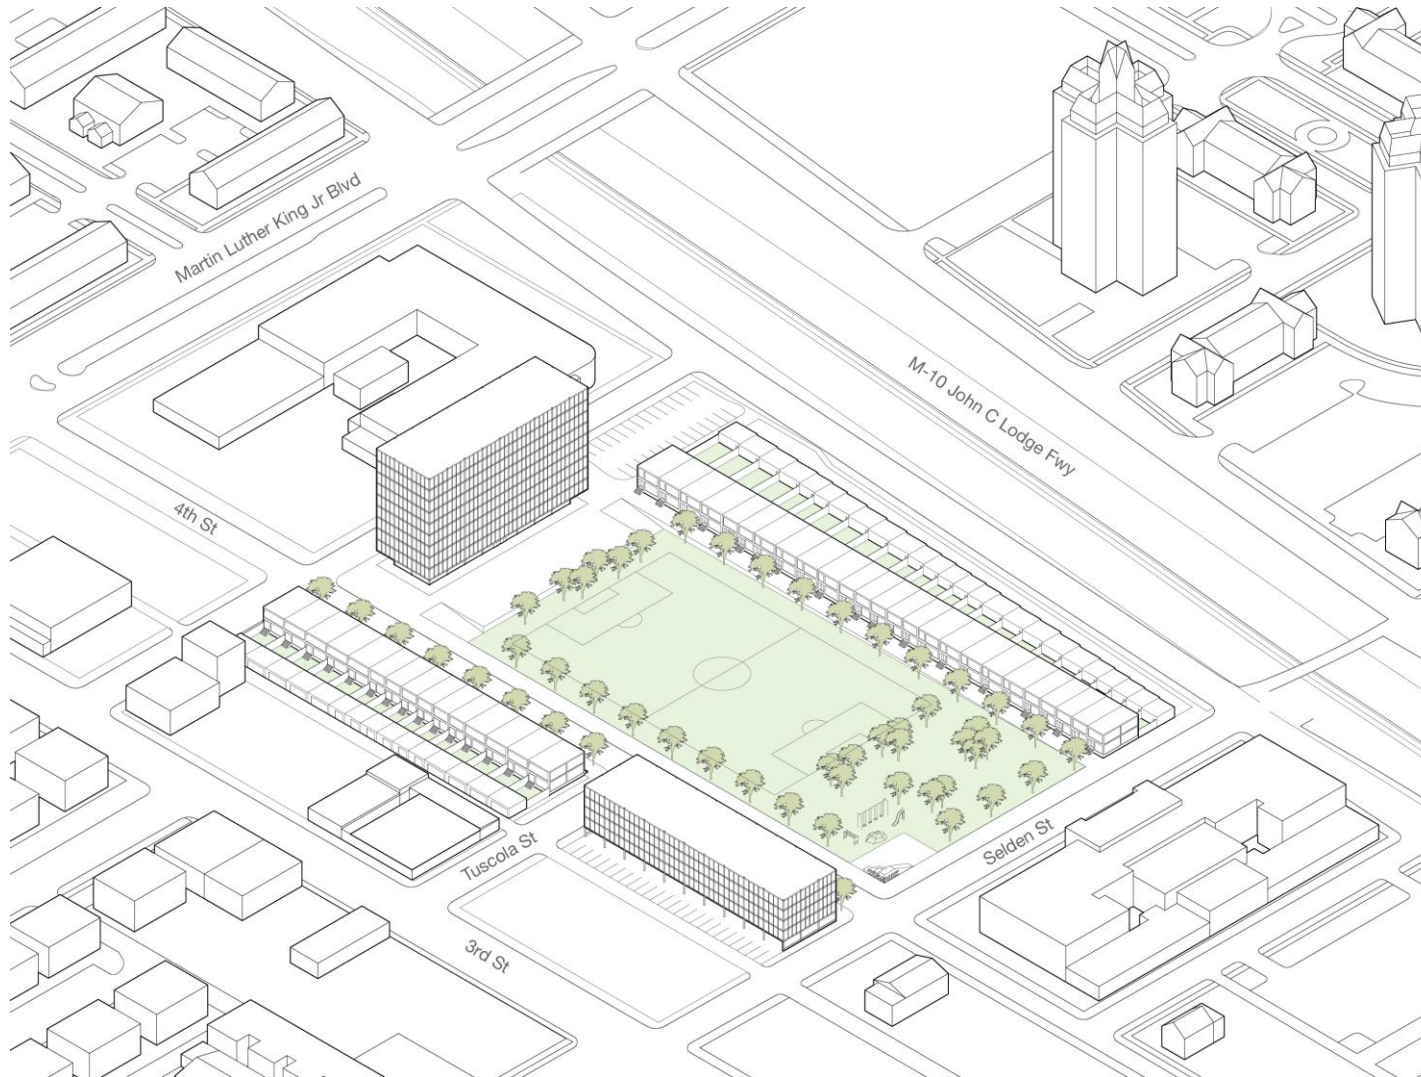 Martin Luther King Jr Blvd
M-10 John C Lodge Fwy
4th St
Tuscola St
Selden St
3rd St